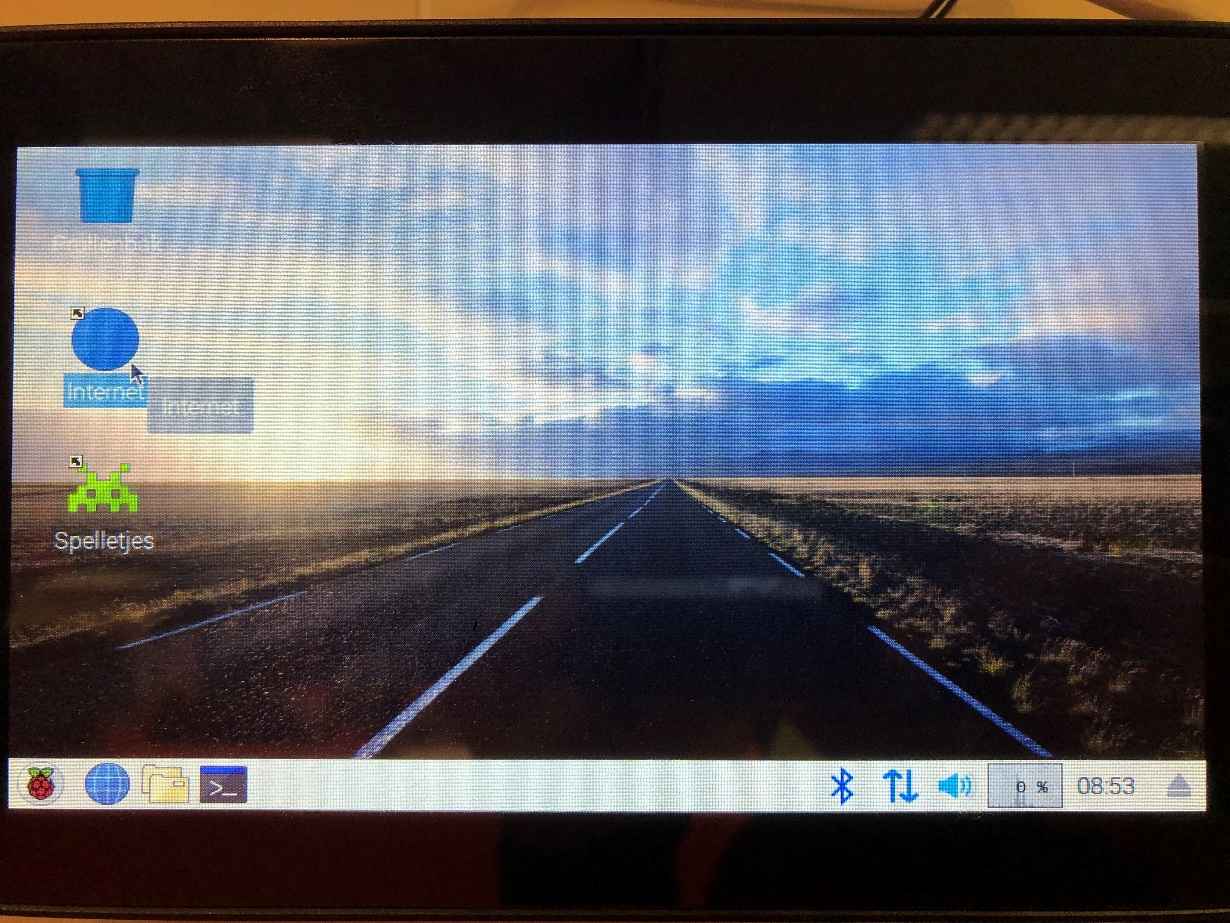 Internet
Internet
Spelletjes
>_
0 %
08:53